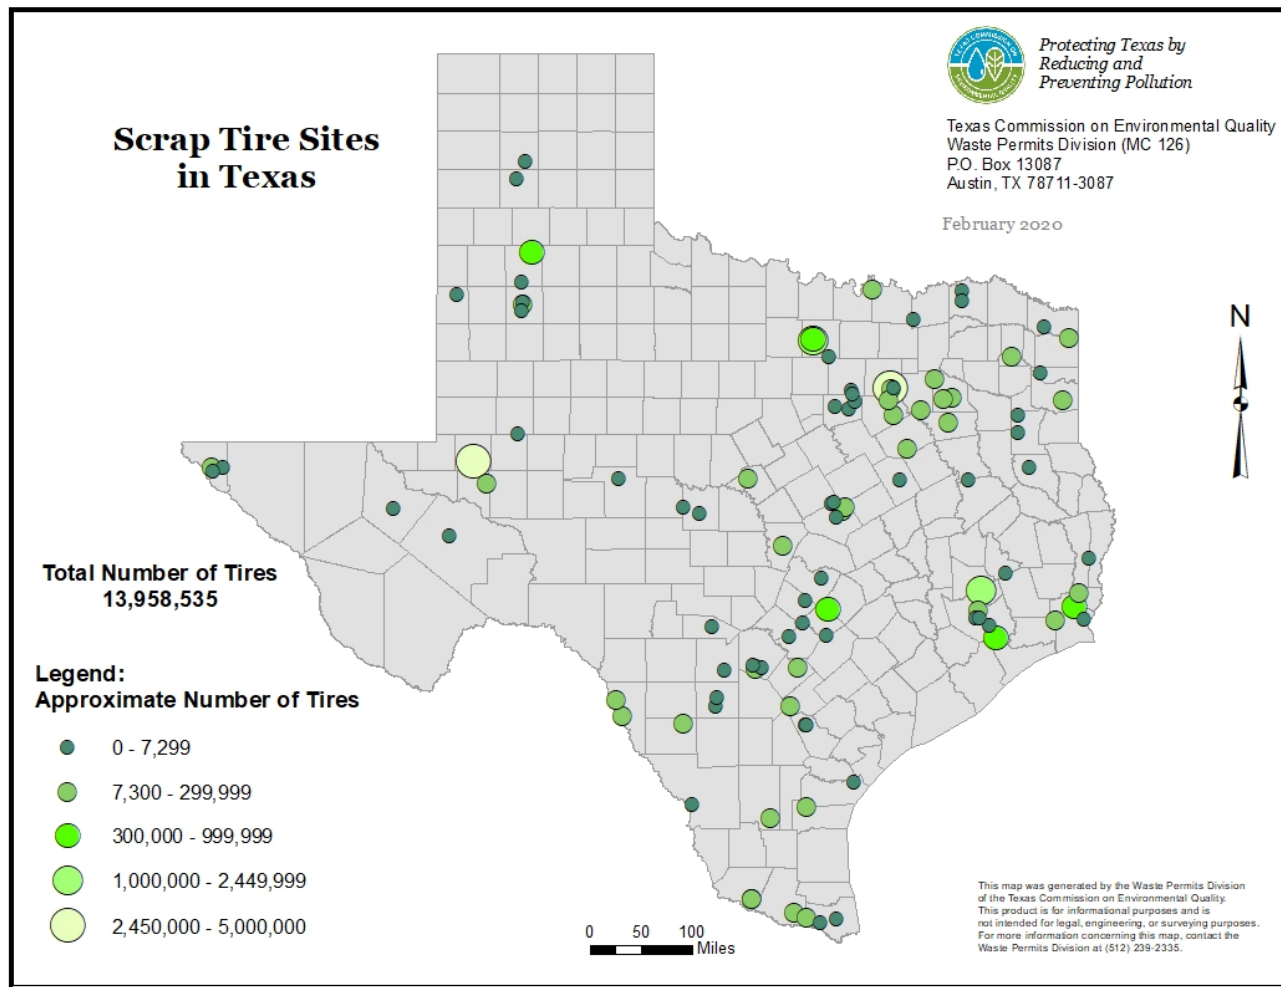 Scrap Tire Sites
in Texas
TEXAS COMMISSION ON
ENVIRONMENTAL QUALITY
Protecting Texas by
Reducing and
Preventing Pollution
Texas Commission on Environmental Quality
Waste Permits Division (MC 126)
P.O. Box 13087
Austin, TX 78711-3087
February 2020
N
Total Number of Tires
13,958,535
Legend:
Approximate Number of Tires
0 - 7,299
7,300 - 299,999
300,000 - 999,999
1,000,000 - 2,449,999
2,450,000 - 5,000,000
0 50 100
Miles
This map was generated by the Waste Permits Division
of the Texas Commission on Environmental Quality.
This product is for informational purposes and is
not intended for legal, engineering, or surveying purposes.
For more information concerning this map, contact the
Waste Permits Division at (512) 239-2335.